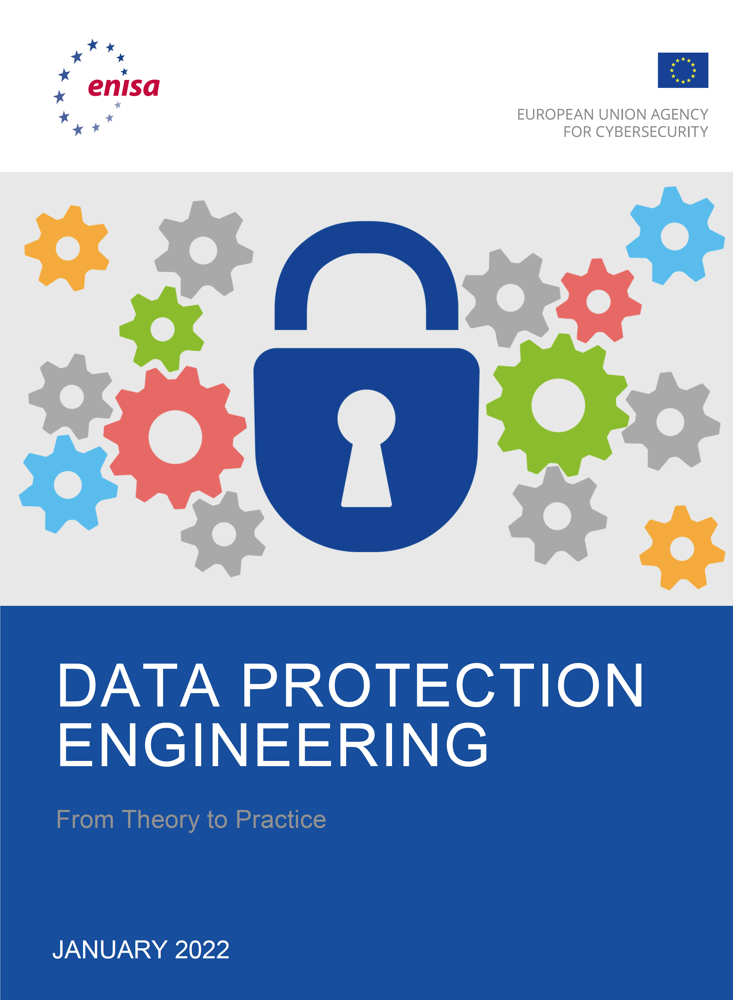 enisa
EUROPEAN UNION AGENCY
FOR CYBERSECURITY
DATA PROTECTION
ENGINEERING
From Theory to Practice
JANUARY 2022